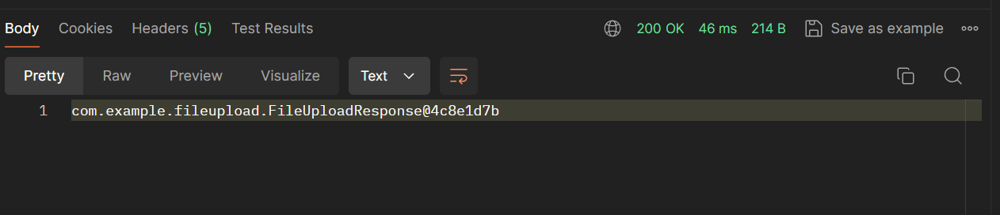 Body Cookies Headers (5) Test Results 200 OK 46 ms 214 B Save as example
Pretty Raw Preview Visualize Text
1 com.example.fileupload.FileUploadResponse@4c8e1d7b